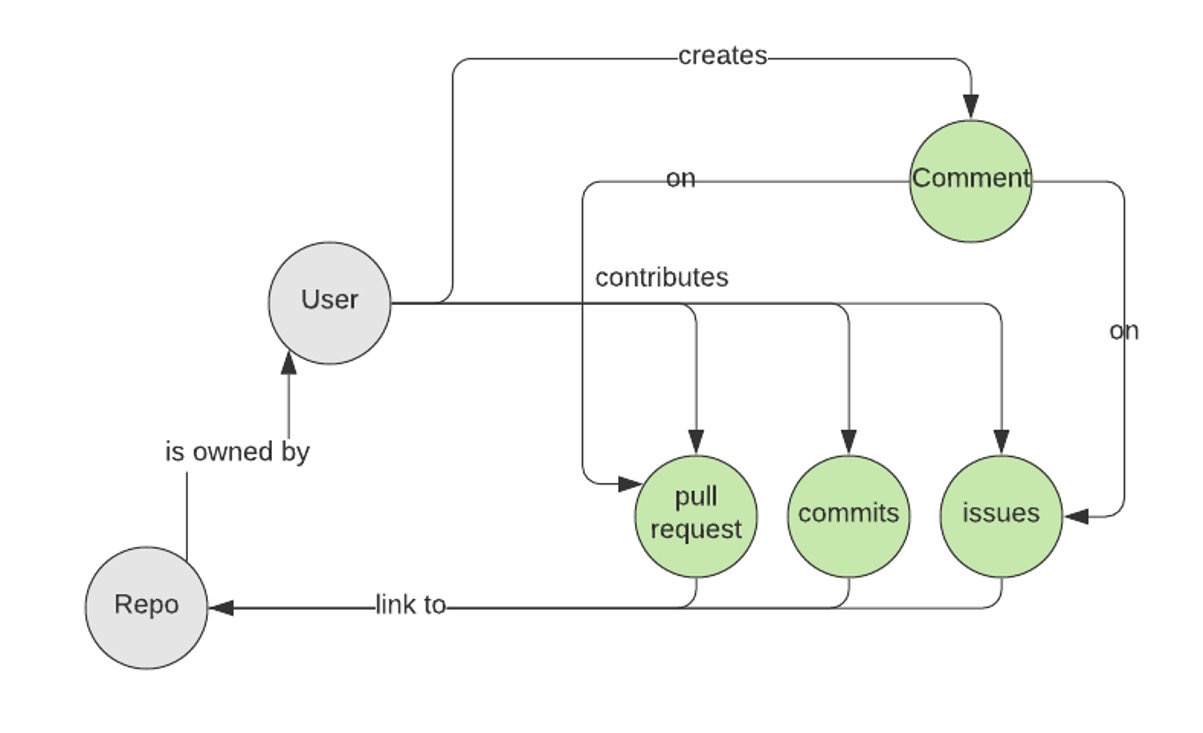 creates
on
Comment
contributes
User
on
is owned by
pull
request
commits
issues
Repo
link to